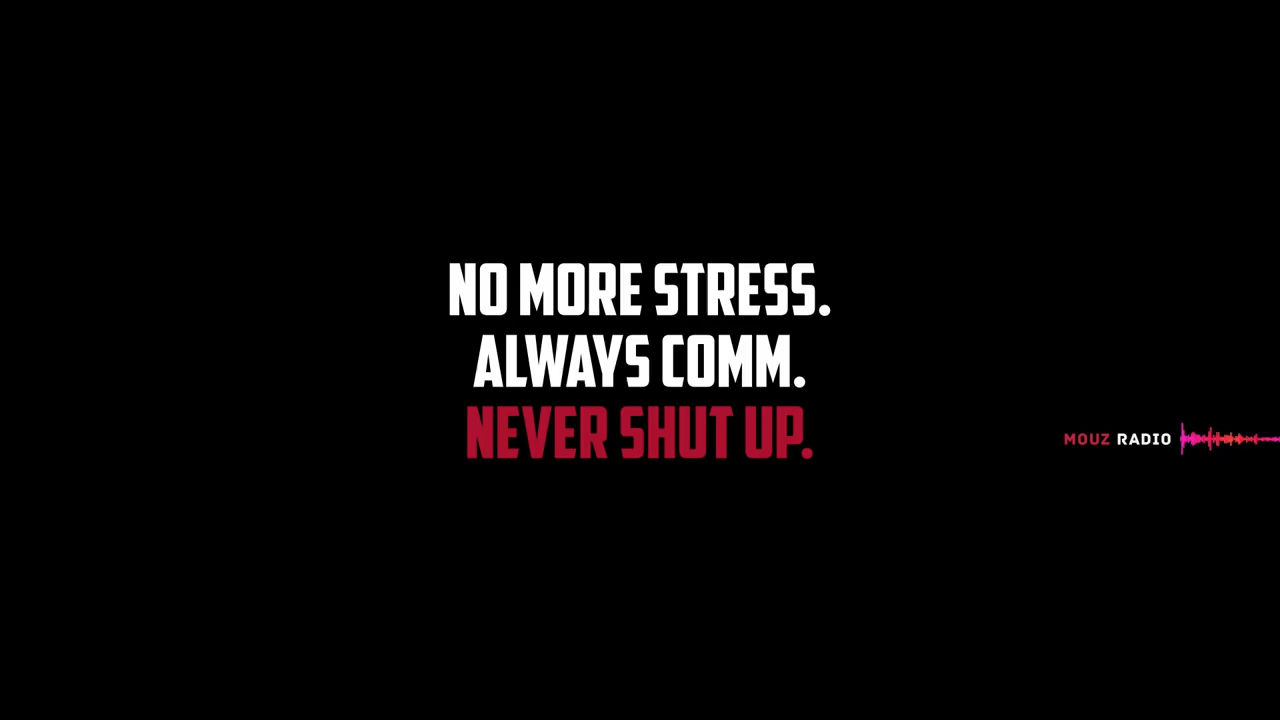 NO MORE STRESS.
ALWAYS COMM.
NEVER SHUT UP.
MOUZ RADIO